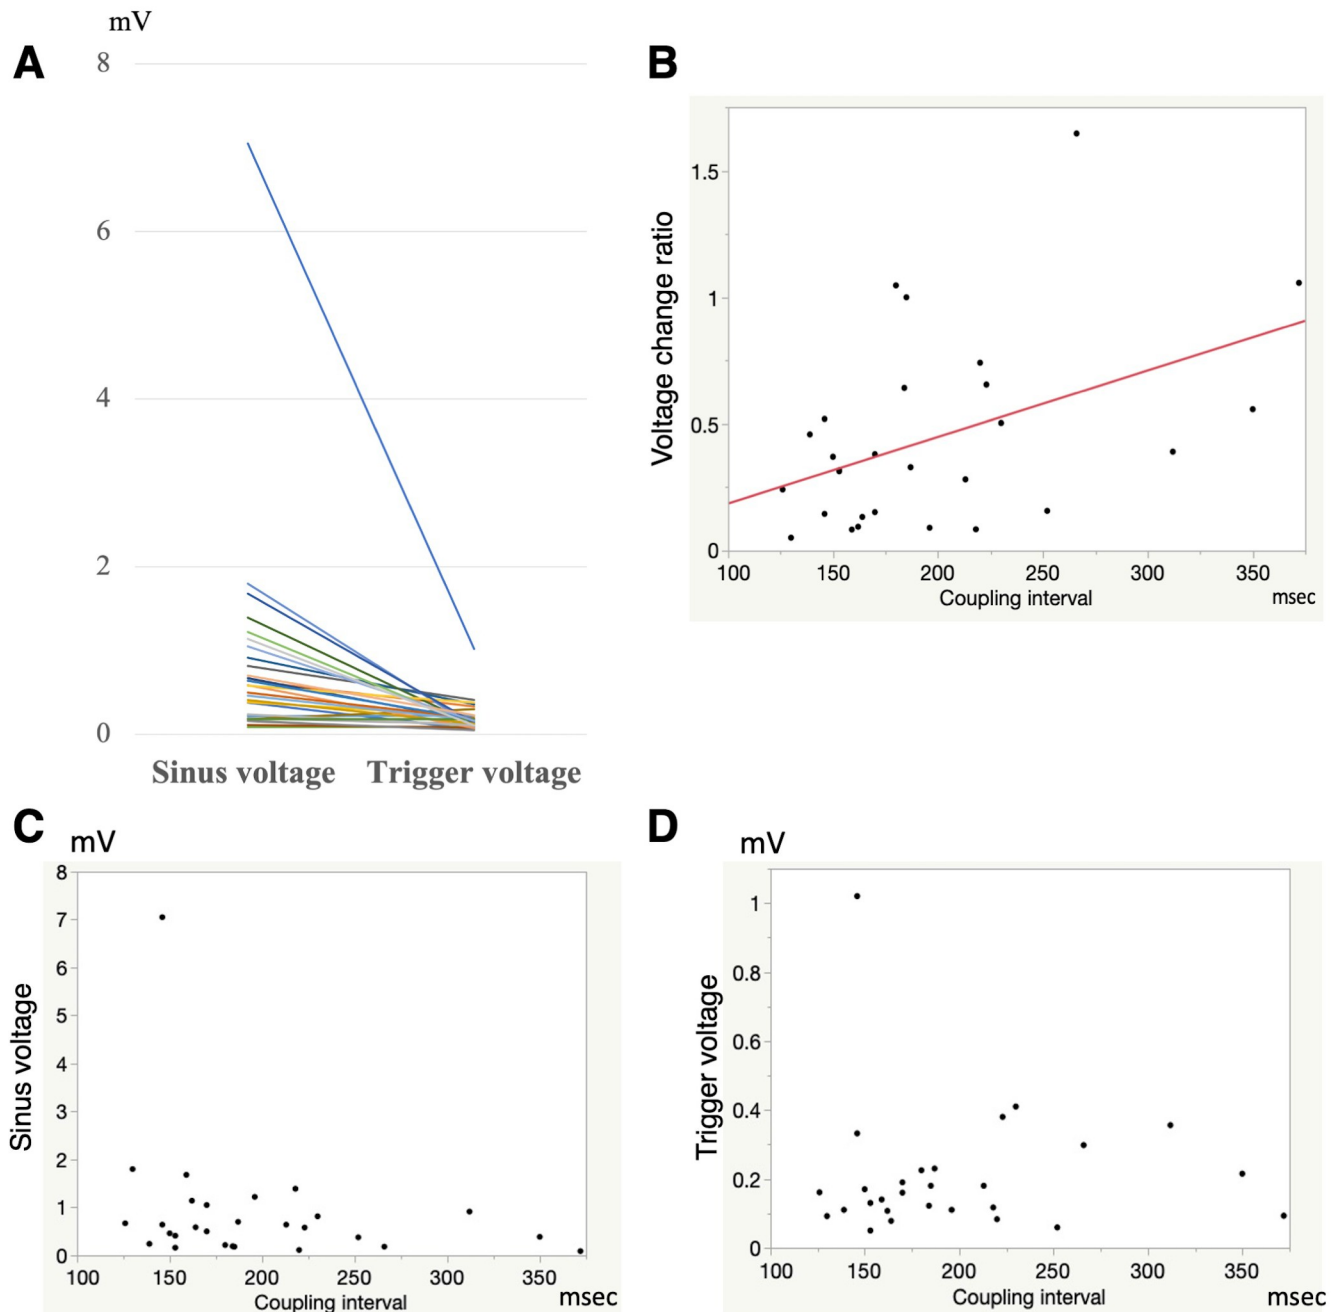 A
mV
8
6
4
2
0
Sinus voltage Trigger voltage
B
Voltage change ratio
1.5
1
0.5
0
100 150 200 250 300 350
Coupling interval msec
C
mV
Sinus voltage
8
7
6
5
4
3
2
1
0
100 150 200 250 300 350
Coupling interval msec
D
mV
Trigger voltage
1
0.8
0.6
0.4
0.2
0
100 150 200 250 300 350
Coupling interval msec